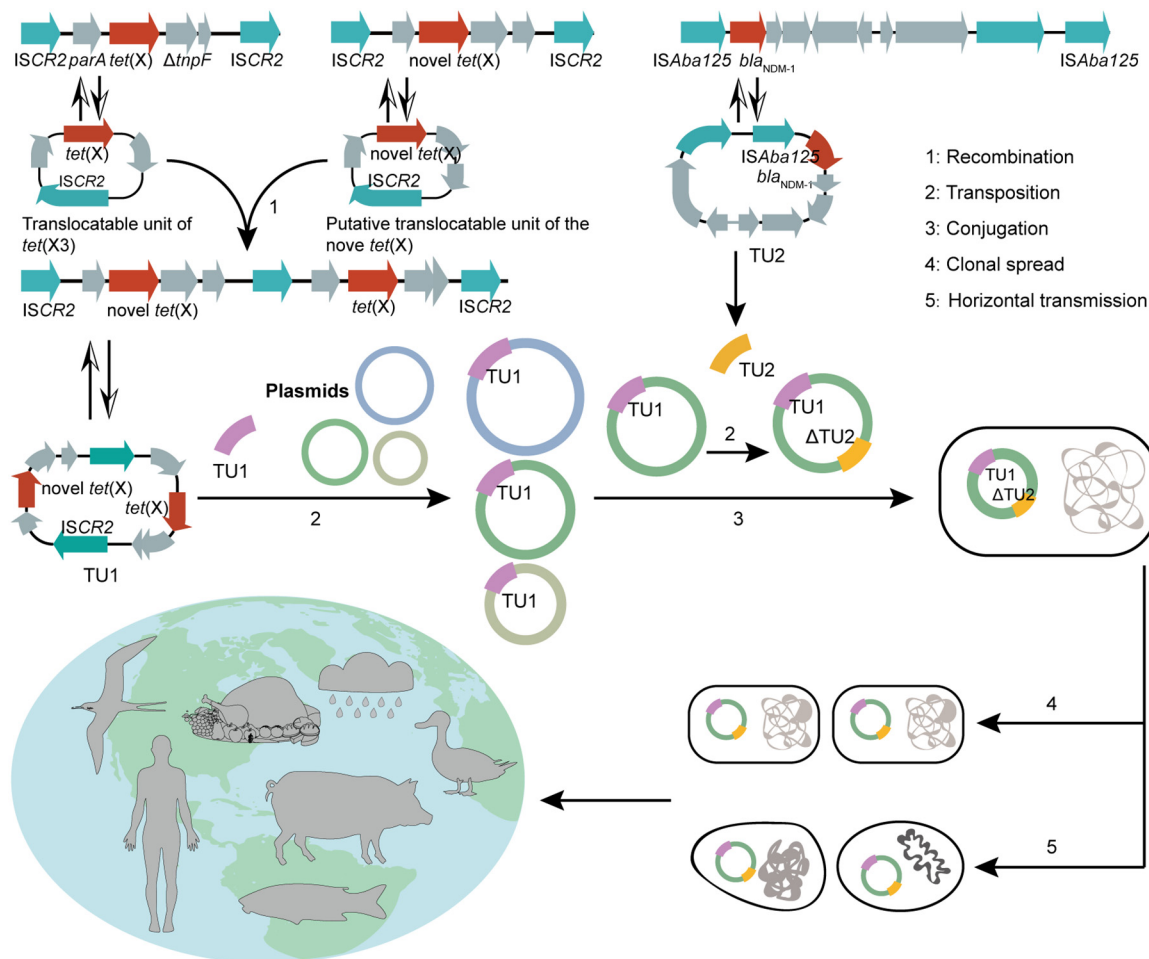 ISCR2 parA tet(X) ΔtnpF ISCR2
ISCR2 novel tet(X) ISCR2
ISAba125 blaNDM-1 ISAba125
tet(X)
ISCR2
Translocatable unit of
tet(X3)
novel tet(X)
ISCR2
Putative translocatable unit of the
nove tet(X)
1
ISAba125
blaNDM-1
TU2
1: Recombination
2: Transposition
3: Conjugation
4: Clonal spread
5: Horizontal transmission
ISCR2 novel tet(X) tet(X) ISCR2
novel tet(X)
tet(X)
ISCR2
TU1
TU1
Plasmids
2
TU1
TU1
TU1
TU1
TU2
2
TU1
ΔTU2
3
TU1
ΔTU2
4
5